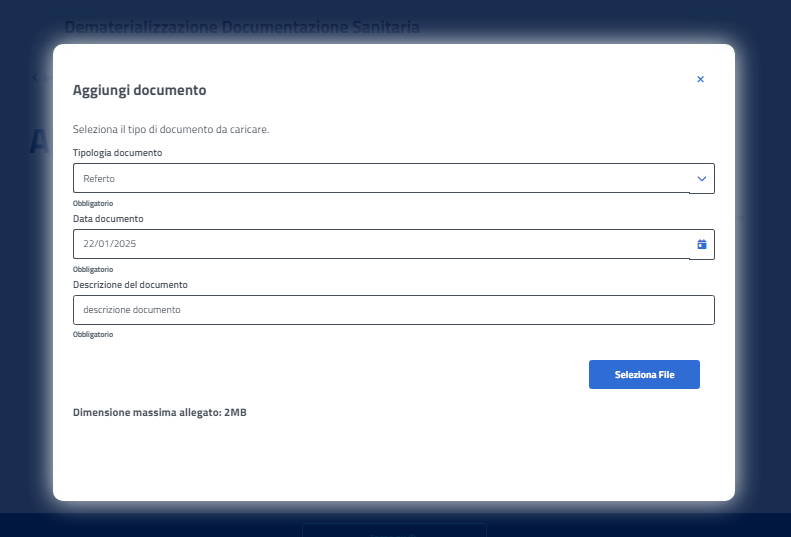 Dematerializzazione Documentazione Sanitaria
Aggiungi documento
Seleziona il tipo di documento da caricare.
Tipologia documento
Referto
Obbligatorio
Data documento
22/01/2025
Obbligatorio
Descrizione del documento
descrizione documento
Obbligatorio
Seleziona File
Dimensione massima allegato: 2MB